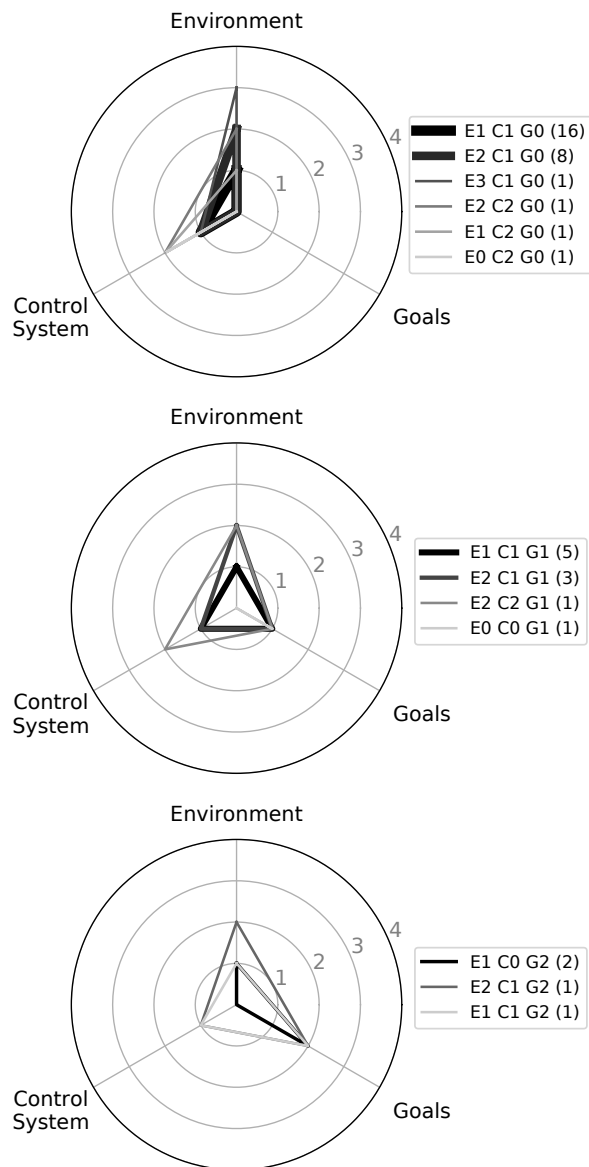 Environment
4
3
2
1
E1 C1 G0 (16)
E2 C1 G0 (8)
E3 C1 G0 (1)
E2 C2 G0 (1)
E1 C2 G0 (1)
E0 C2 G0 (1)
Control
System
Goals
Environment
4
3
2
1
E1 C1 G1 (5)
E2 C1 G1 (3)
E2 C2 G1 (1)
E0 C0 G1 (1)
Control
System
Goals
Environment
4
3
2
1
E1 C0 G2 (2)
E2 C1 G2 (1)
E1 C1 G2 (1)
Control
System
Goals